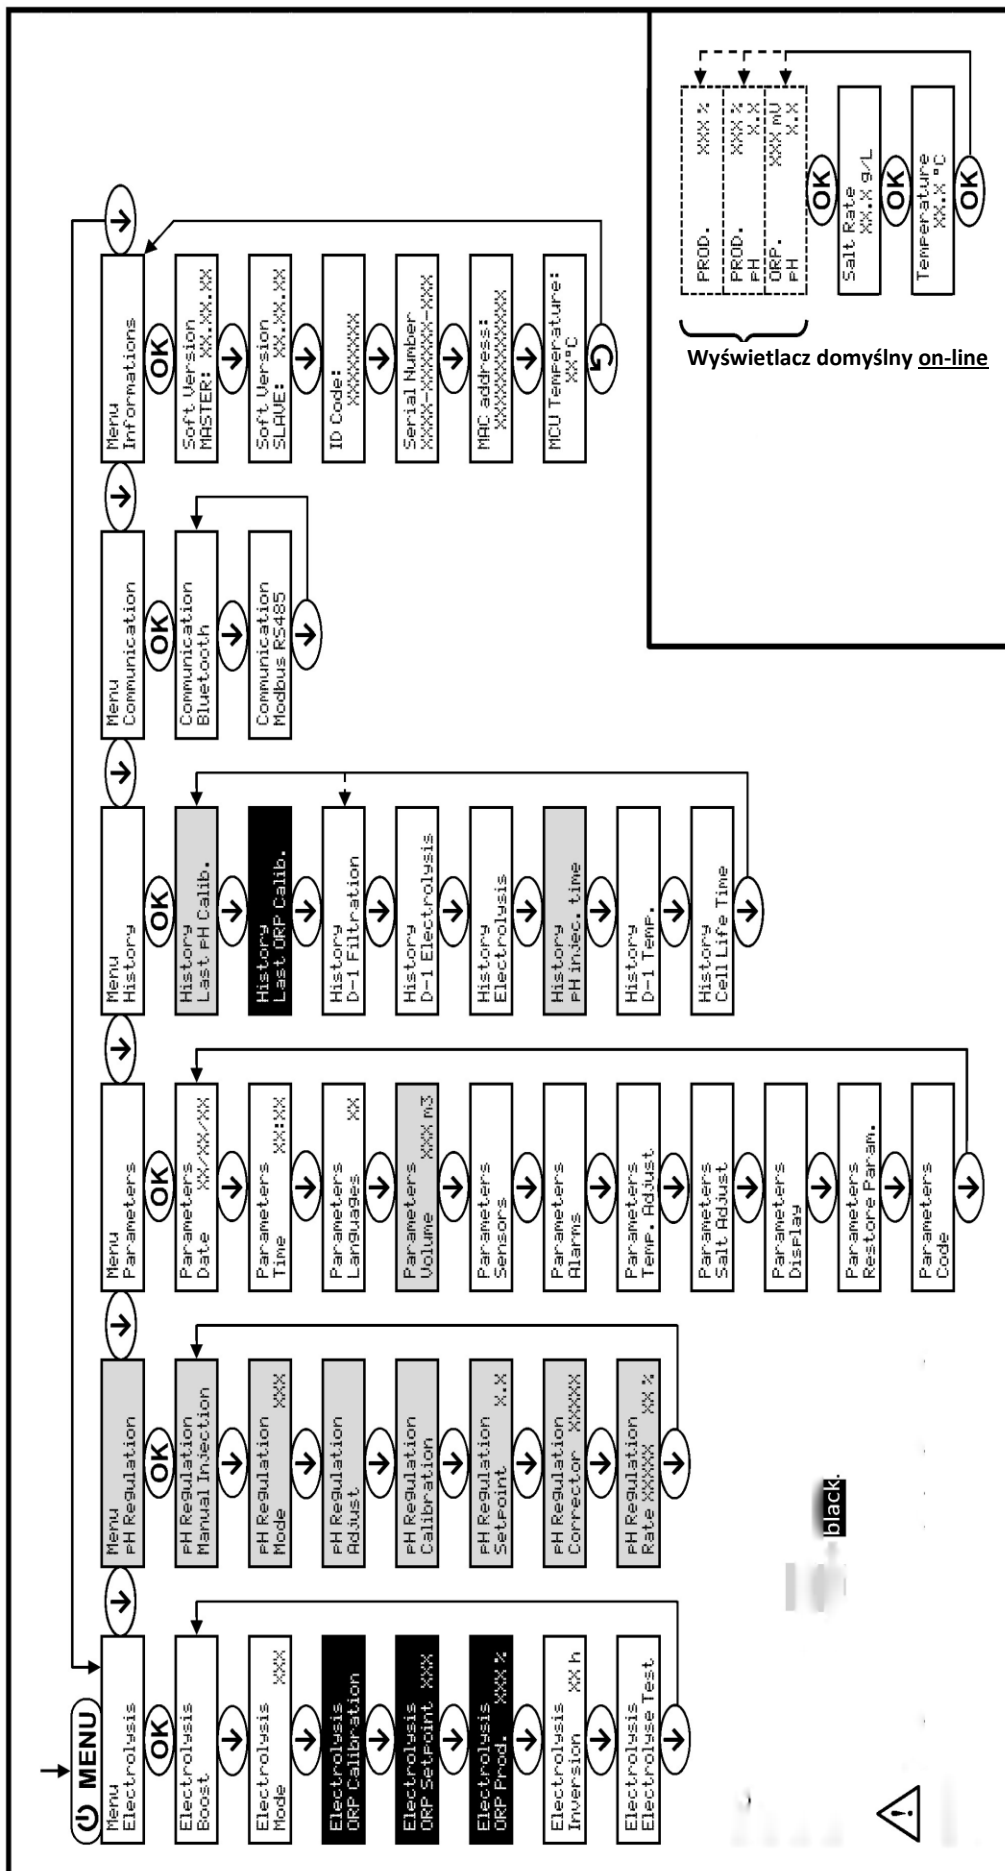 MENU
Menu
Electrolysis
OK
Electrolysis
Boost
Electrolysis
Mode XXX
Electrolysis
ORP Calibration
Electrolysis
ORP Setpoint XXX
Electrolysis
ORP Prod. XXX %
Electrolysis
Inversion XX h
Electrolysis
Electrolyse Test
Menu
pH Regulation
OK
pH Regulation
Manual Injection
pH Regulation
Mode XXX
pH Regulation
Adjust
pH Regulation
Calibration
pH Regulation
Setpoint X.X
pH Regulation
Corrector XXXXX
pH Regulation
Rate XXXXX XX %
Menu
Parameters
OK
Parameters
Date XX/XX/XX
Parameters
Time XX:XX
Parameters
Languages XX
Parameters
Volume XXX m3
Parameters
Sensors
Parameters
Alarms
Parameters
Temp. Adjust
Parameters
Salt Adjust
Parameters
Display
Parameters
Restore Param.
Parameters
Code
Menu
History
OK
History
Last pH Calib.
History
Last ORP Calib.
History
D-1 Filtration
History
D-1 Electrolysis
History
Electrolysis
History
pH injec. time
History
D-1 Temp.
History
Cell Life Time
Menu
Communication
OK
Communication
Bluetooth
Communication
Modbus RS485
Menu
Informations
OK
Soft Version
MASTER: XX.XX.XX
Soft Version
SLAVE: XX.XX.XX
ID Code:
XXXXXXXX
Serial Number
XXXX-XXXXXX-XXX
MAC address:
XXXXXXXXXXXX
MCU Temperature:
XX°C
PROD. XXX %
PROD. XXX %
pH X.X
ORP. XXX mV
pH X.X
OK
Salt Rate
XX.X g/L
OK
Temperature
XX.X °C
OK
Wyświetlacz domyślny on-line
black.